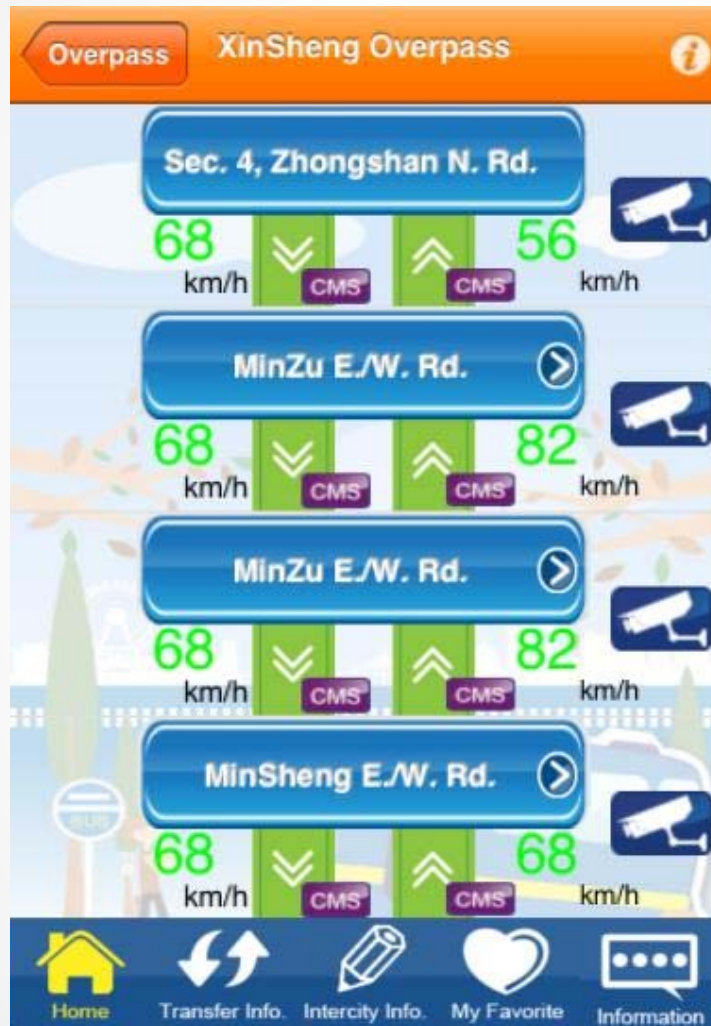 Overpass
XinSheng Overpass
i
Sec. 4, Zhongshan N. Rd.
68 56
km/h CMS CMS km/h
MinZu E./W. Rd.
68 82
km/h CMS CMS km/h
MinZu E./W. Rd.
68 82
km/h CMS CMS km/h
MinSheng E./W. Rd.
BUS
68 68
km/h CMS CMS km/h
Home Transfer Info. Intercity Info. My Favorite Information